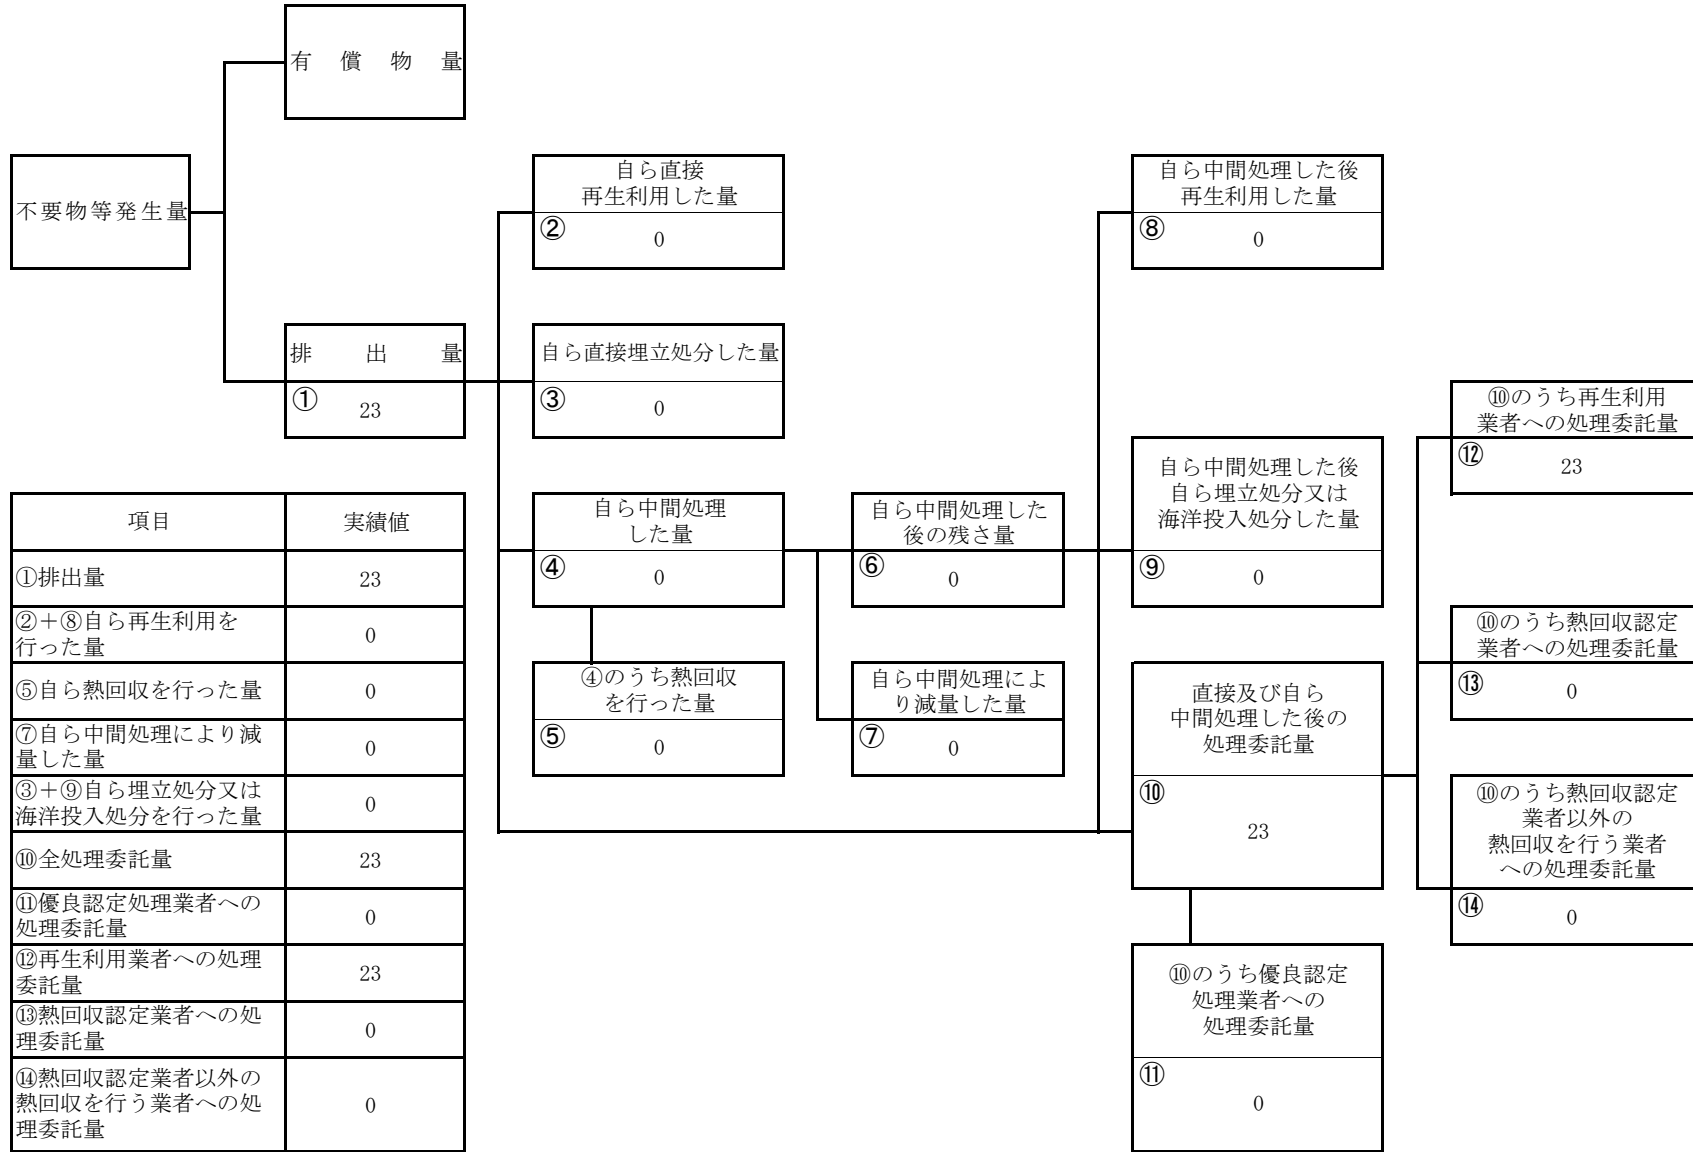 有償物量
不要物等発生量
排出量
①
23
自ら直接
再生利用した量
②
0
自ら直接埋立処分した量
③
0
自ら中間処理
した量
④
0
④のうち熱回収
を行った量
⑤
0
自ら中間処理した
後の残さ量
⑥
0
自ら中間処理によ
り減量した量
⑦
0
自ら中間処理した後
再生利用した量
⑧
0
自ら中間処理した後
自ら埋立処分又は
海洋投入処分した量
⑨
0
直接及び自ら
中間処理した後の
処理委託量
⑩
23
⑩のうち優良認定
処理業者への
処理委託量
⑪
0
⑩のうち再生利用
業者への処理委託量
⑫
23
⑩のうち熱回収認定
業者への処理委託量
⑬
0
⑩のうち熱回収認定
業者以外の
熱回収を行う業者
への処理委託量
⑭
0
項目 実績値
①排出量 23
②＋⑧自ら再生利用を
行った量 0
⑤自ら熱回収を行った量 0
⑦自ら中間処理により減
量した量 0
③＋⑨自ら埋立処分又は
海洋投入処分を行った量 0
⑩全処理委託量 23
⑪優良認定処理業者への
処理委託量 0
⑫再生利用業者への処理
委託量 23
⑬熱回収認定業者への処
理委託量 0
⑭熱回収認定業者以外の
熱回収を行う業者への処
理委託量 0